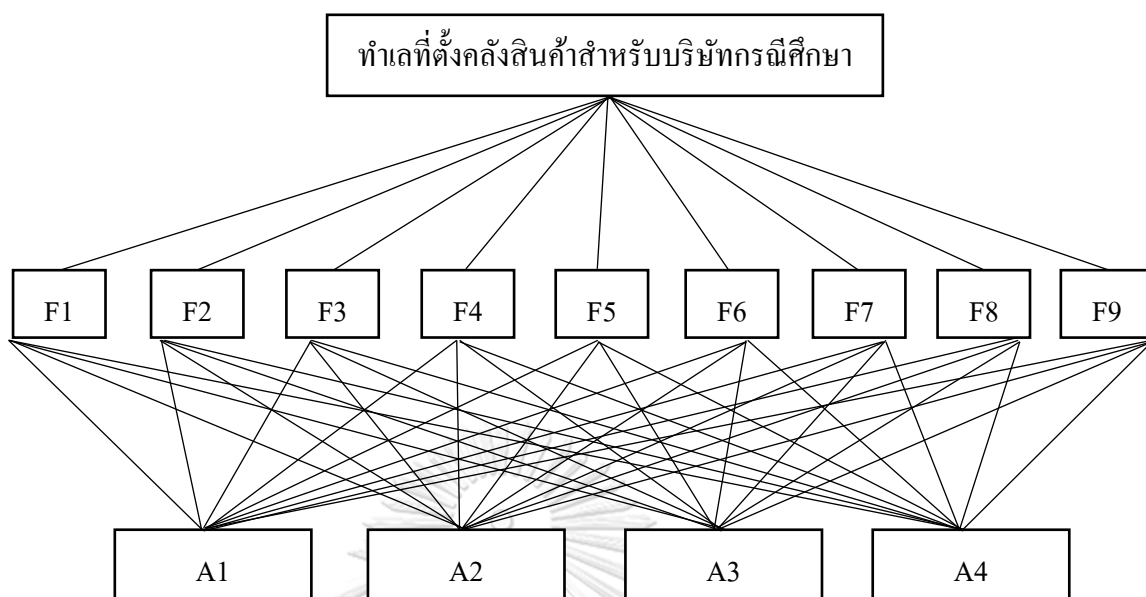 ทำเลที่ตั้งคลังสินค้าสำหรับบริษัทกรณีศึกษา
F1 F2 F3 F4 F5 F6 F7 F8 F9
A1 A2 A3 A4